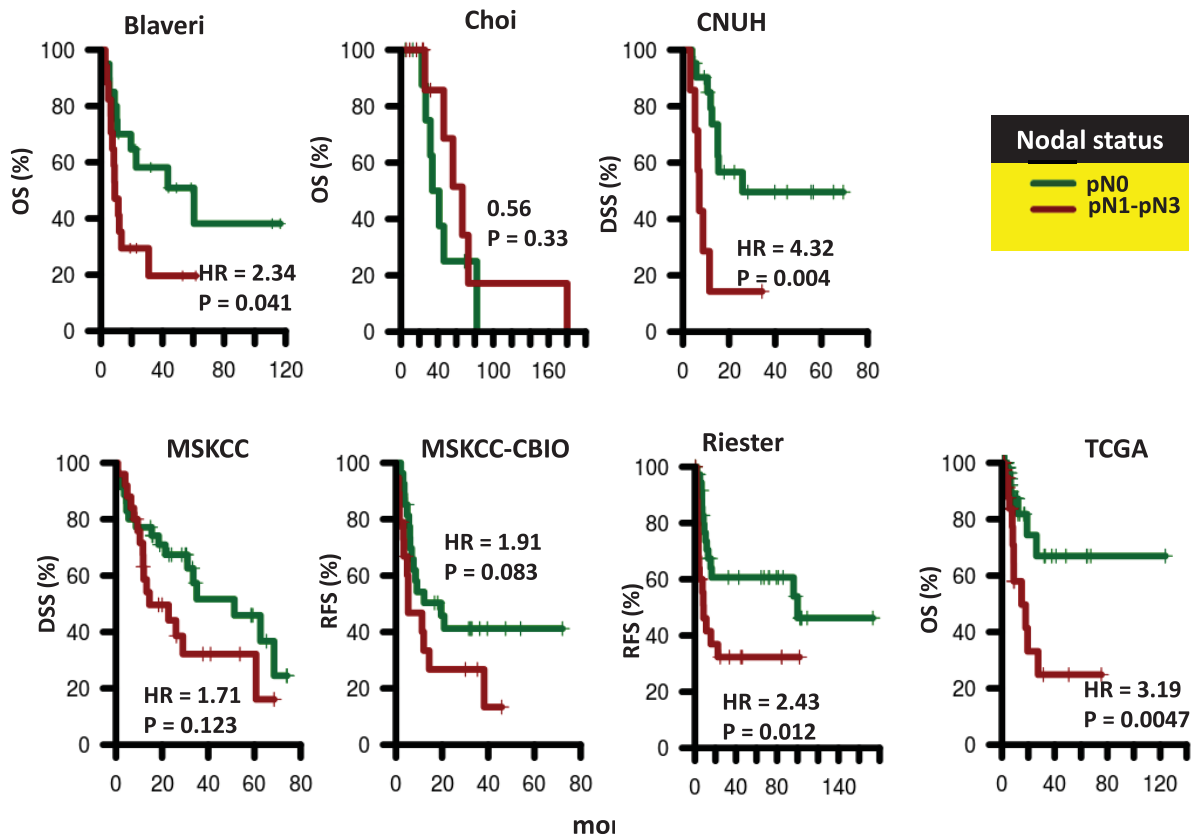 Blaveri
Choi
CNUH
100
80
60
40
20
0
OS (%)
HR = 2.34
P = 0.041
0 40 80 120
100
80
60
40
20
0
OS (%)
0.56
P = 0.33
0 40 100 160
100
80
60
40
20
0
DSS (%)
HR = 4.32
P = 0.004
0 20 40 60 80
Nodal status
pN0
pN1-pN3
MSKCC
MSKCC-CBIO
Riester
TCGA
100
80
60
40
20
0
DSS (%)
HR = 1.71
P = 0.123
0 20 40 60 80
100
80
60
40
20
0
RFS (%)
HR = 1.91
P = 0.083
0 20 40 60 80
100
80
60
40
20
0
RFS (%)
HR = 2.43
P = 0.012
0 40 80 140
100
80
60
40
20
0
OS (%)
HR = 3.19
P = 0.0047
0 20 40 60 80 120